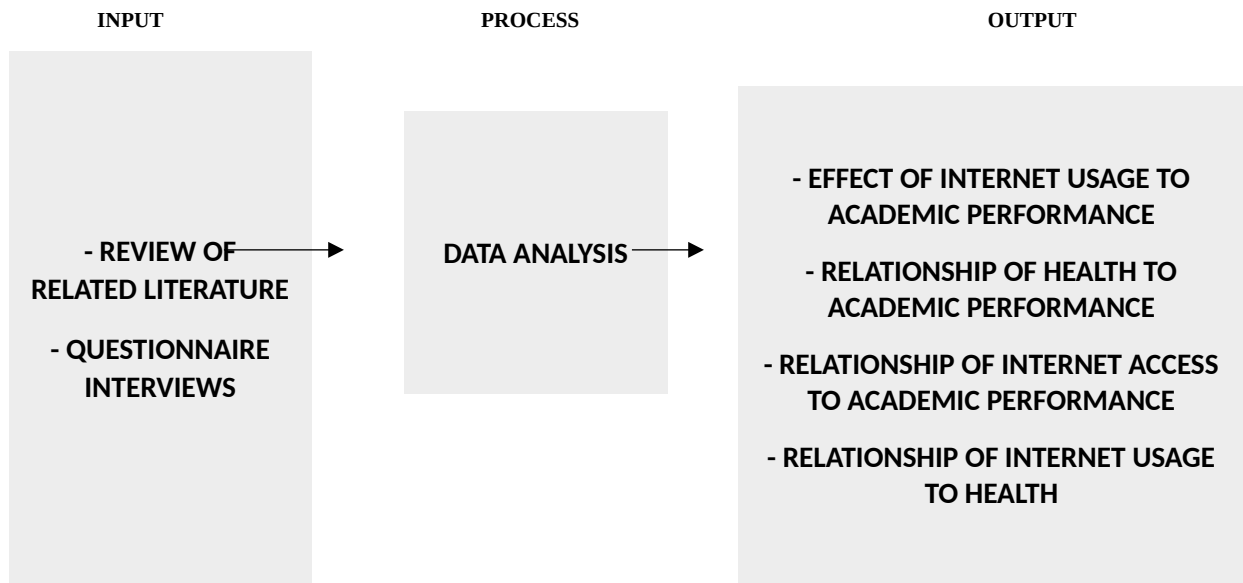 INPUT
PROCESS
OUTPUT
- REVIEW OF
RELATED LITERATURE
- QUESTIONNAIRE
INTERVIEWS
DATA ANALYSIS
- EFFECT OF INTERNET USAGE TO
ACADEMIC PERFORMANCE
- RELATIONSHIP OF HEALTH TO
ACADEMIC PERFORMANCE
- RELATIONSHIP OF INTERNET ACCESS
TO ACADEMIC PERFORMANCE
- RELATIONSHIP OF INTERNET USAGE
TO HEALTH